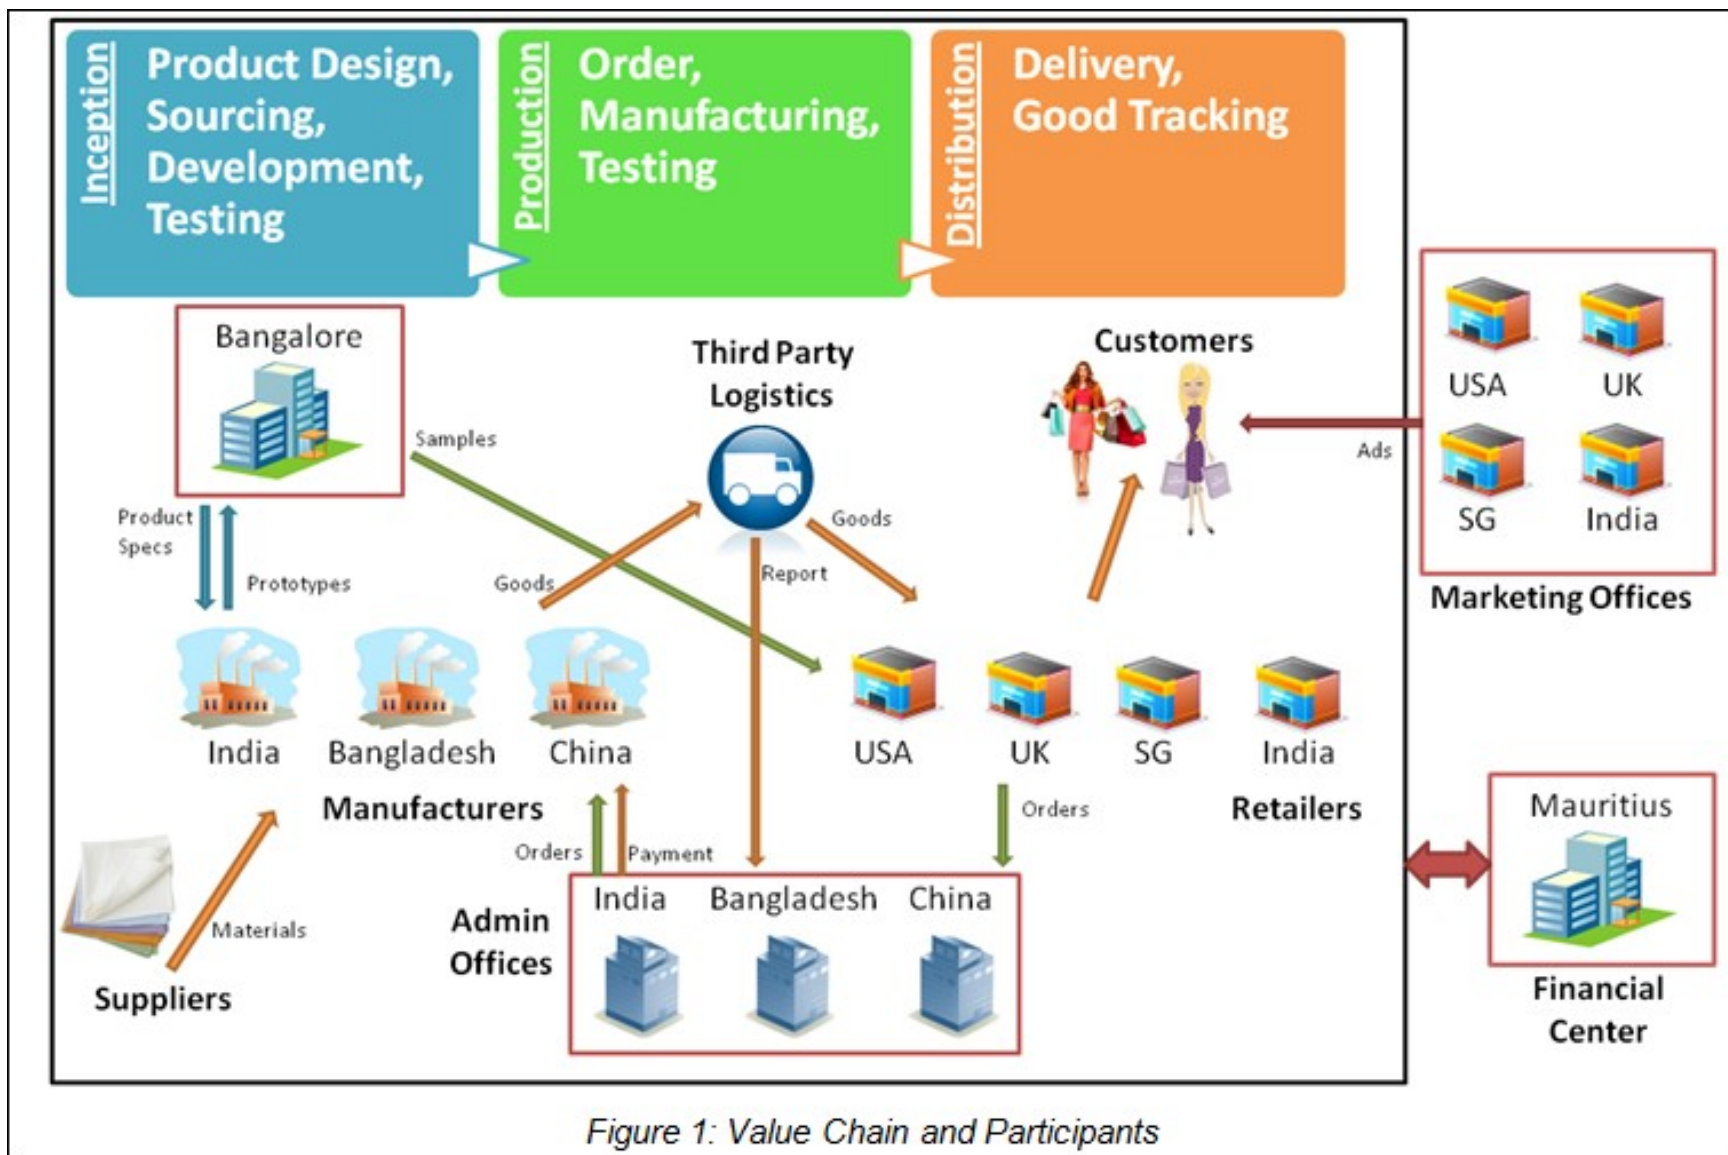 Inception
Product Design,
Sourcing,
Development,
Testing
Production
Order,
Manufacturing,
Testing
Distribution
Delivery,
Good Tracking
Bangalore
Third Party
Logistics
Customers
USA
UK
SG
India
Marketing Offices
Ads
Samples
Product
Specs
Prototypes
Goods
Report
Goods
India
Bangladesh
China
Manufacturers
USA
UK
SG
India
Retailers
Orders
Payment
Orders
Materials
Suppliers
Admin
Offices
India
Bangladesh
China
Mauritius
Financial
Center
Figure 1: Value Chain and Participants